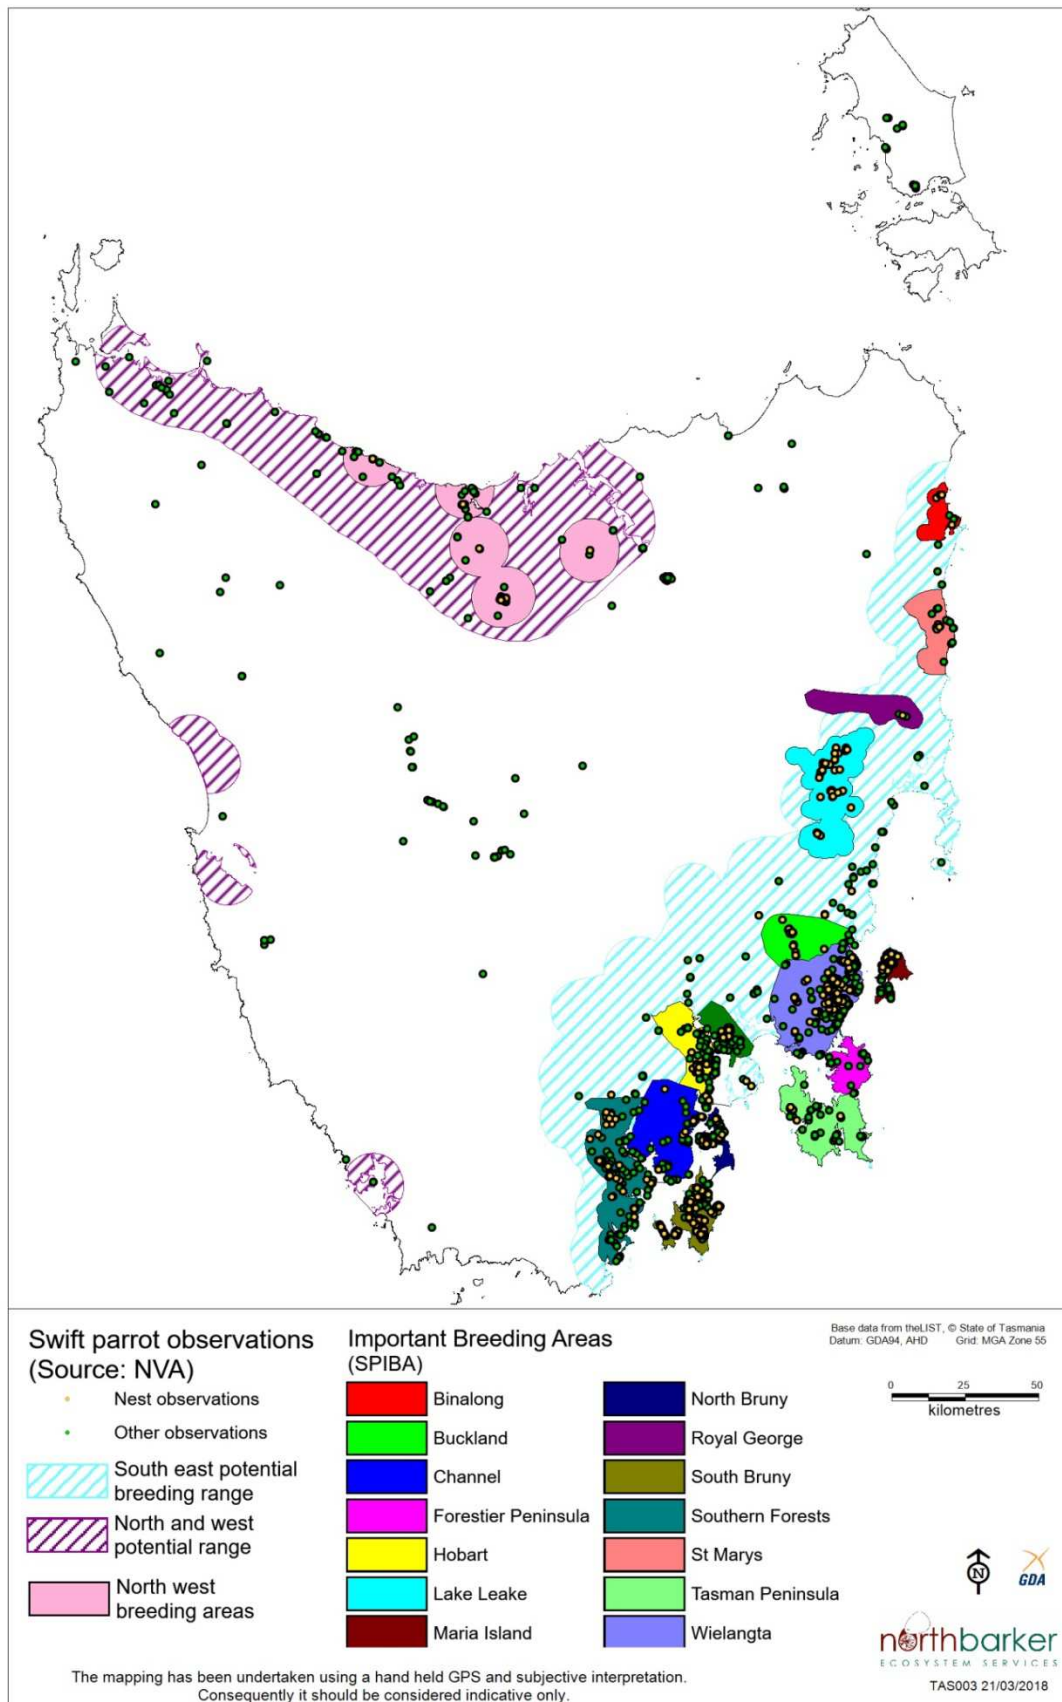 Swift parrot observations
(Source: NVA)
Nest observations
Other observations
South east potential
breeding range
North and west
potential range
North west
breeding areas
Important Breeding Areas
(SPIBA)
Binalong
Buckland
Channel
Forestier Peninsula
Hobart
Lake Leake
Maria Island
North Bruny
Royal George
South Bruny
Southern Forests
St Marys
Tasman Peninsula
Wielangta
Base data from theLIST, © State of Tasmania
Datum: GDA94, AHD Grid: MGA Zone 55
0 25 50
kilometres
N
GDA
northbarker
ECOSYSTEM SERVICES
TAS003 21/03/2018
The mapping has been undertaken using a hand held GPS and subjective interpretation.
Consequently it should be considered indicative only.